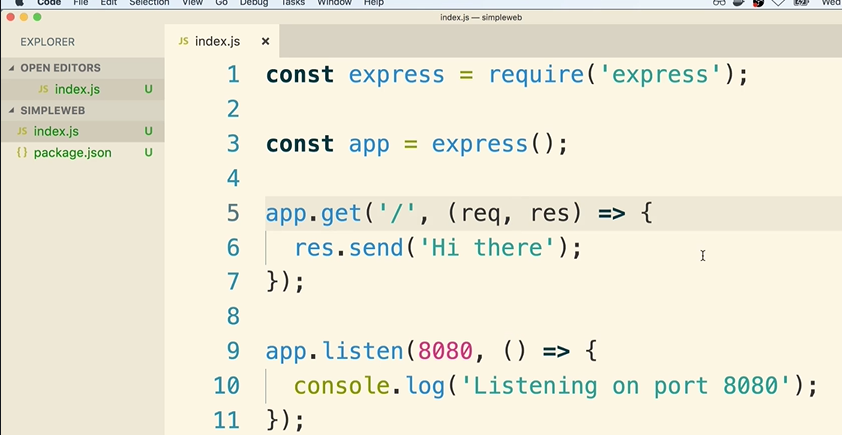 Code File Edit Selection View Go Debug Tasks Window Help Wed
index.js — simpleweb
EXPLORER
JS index.js ×
OPEN EDITORS
JS index.js U
SIMPLEWEB
JS index.js U
{} package.json U
1 const express = require('express');
2
3 const app = express();
4
5 app.get('/', (req, res) => {
6 res.send('Hi there');
7 });
8
9 app.listen(8080, () => {
10 console.log('Listening on port 8080');
11 });